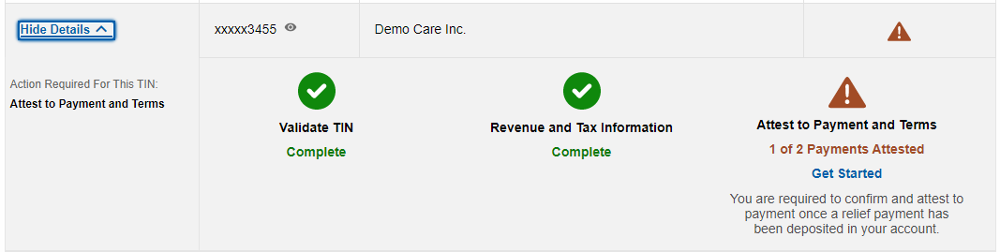 Hide Details
xxxxx3455
Demo Care Inc.
Action Required For This TIN:
Attest to Payment and Terms
Validate TIN
Complete
Revenue and Tax Information
Complete
Attest to Payment and Terms
1 of 2 Payments Attested
Get Started
You are required to confirm and attest to
payment once a relief payment has
been deposited in your account.